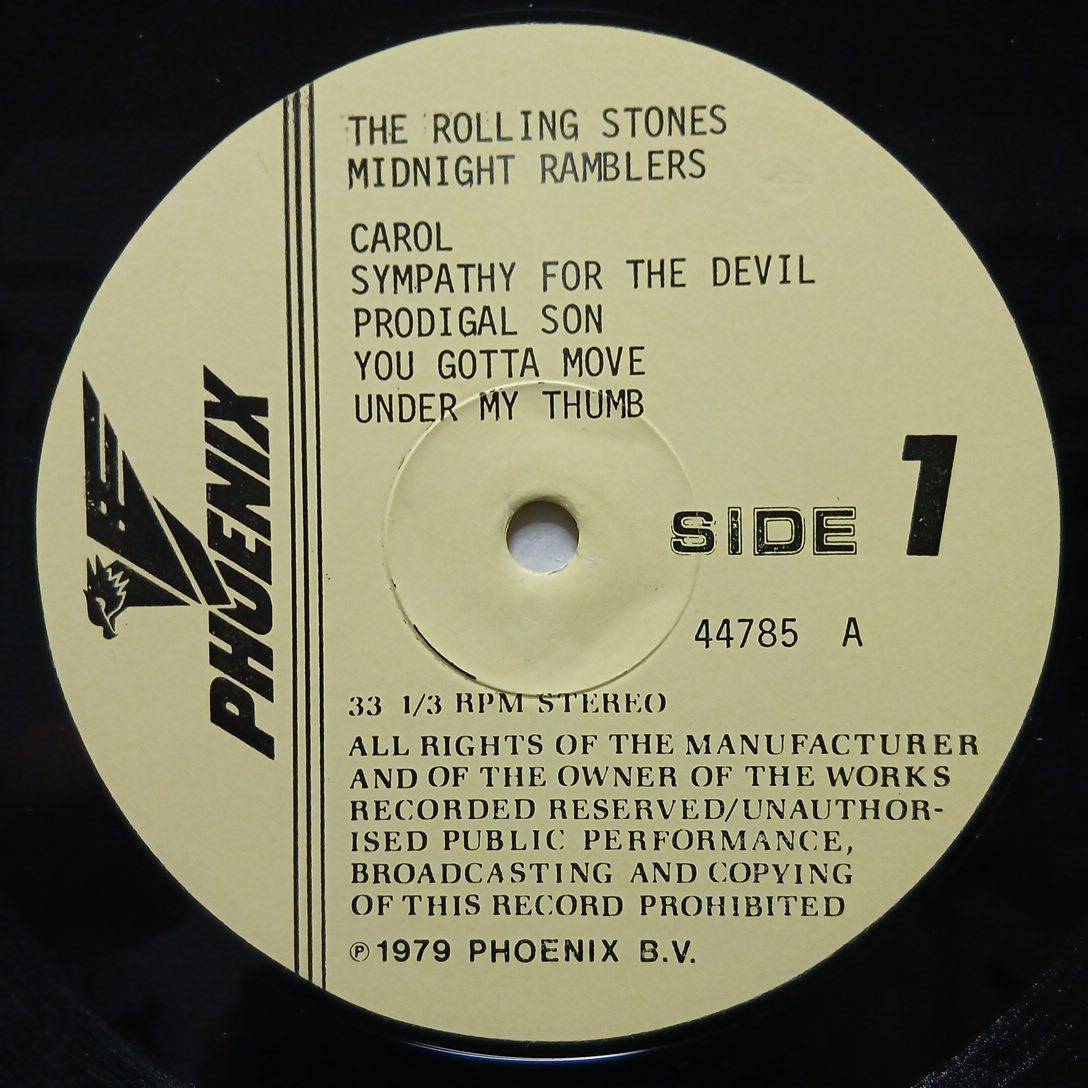 THE ROLLING STONES
MIDNIGHT RAMBLERS
CAROL
SYMPATHY FOR THE DEVIL
PRODIGAL SON
YOU GOTTA MOVE
UNDER MY THUMB
PHOENIX
SIDE 1
44785 A
33 1/3 RPM STEREO
ALL RIGHTS OF THE MANUFACTURER
AND OF THE OWNER OF THE WORKS
RECORDED RESERVED/UNAUTHOR-
ISED PUBLIC PERFORMANCE,
BROADCASTING AND COPYING
OF THIS RECORD PROHIBITED
℗ 1979 PHOENIX B.V.